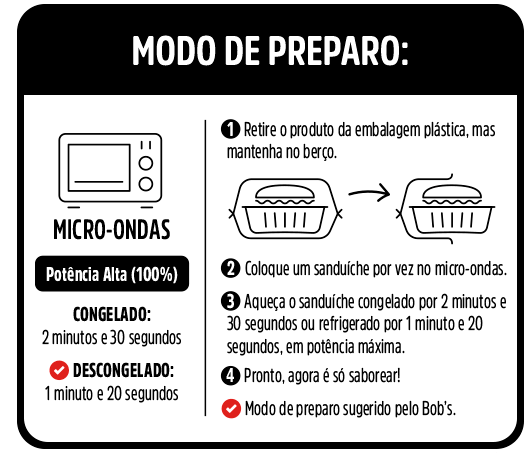 MODO DE PREPARO:
MICRO-ONDAS
Potência Alta (100%)
CONGELADO:
2 minutos e 30 segundos
DESCONGELADO:
1 minuto e 20 segundos
1 Retire o produto da embalagem plástica, mas
mantenha no berço.
2 Coloque um sanduíche por vez no micro-ondas.
3 Aqueça o sanduíche congelado por 2 minutos e
30 segundos ou refrigerado por 1 minuto e 20
segundos, em potência máxima.
4 Pronto, agora é só saborear!
Modo de preparo sugerido pelo Bob's.